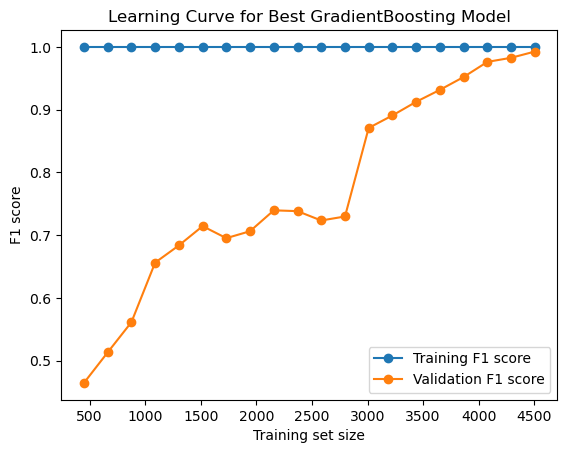 Learning Curve for Best GradientBoosting Model
1.0
0.9
0.8
0.7
0.6
0.5
F1 score
500 1000 1500 2000 2500 3000 3500 4000 4500
Training set size
Training F1 score
Validation F1 score